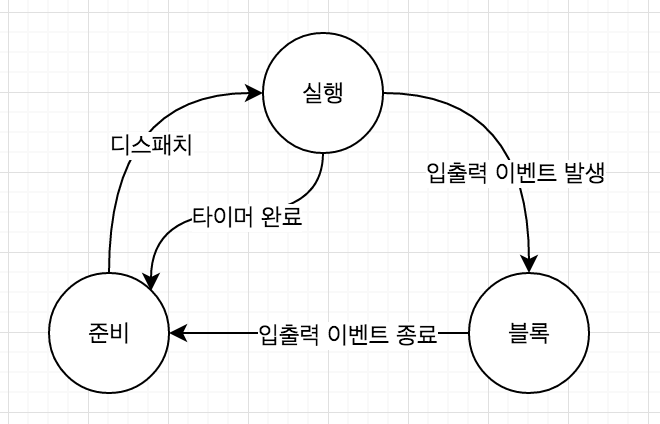 실행
디스패치
입출력 이벤트 발생
타이머 완료
준비
입출력 이벤트 종료
블록